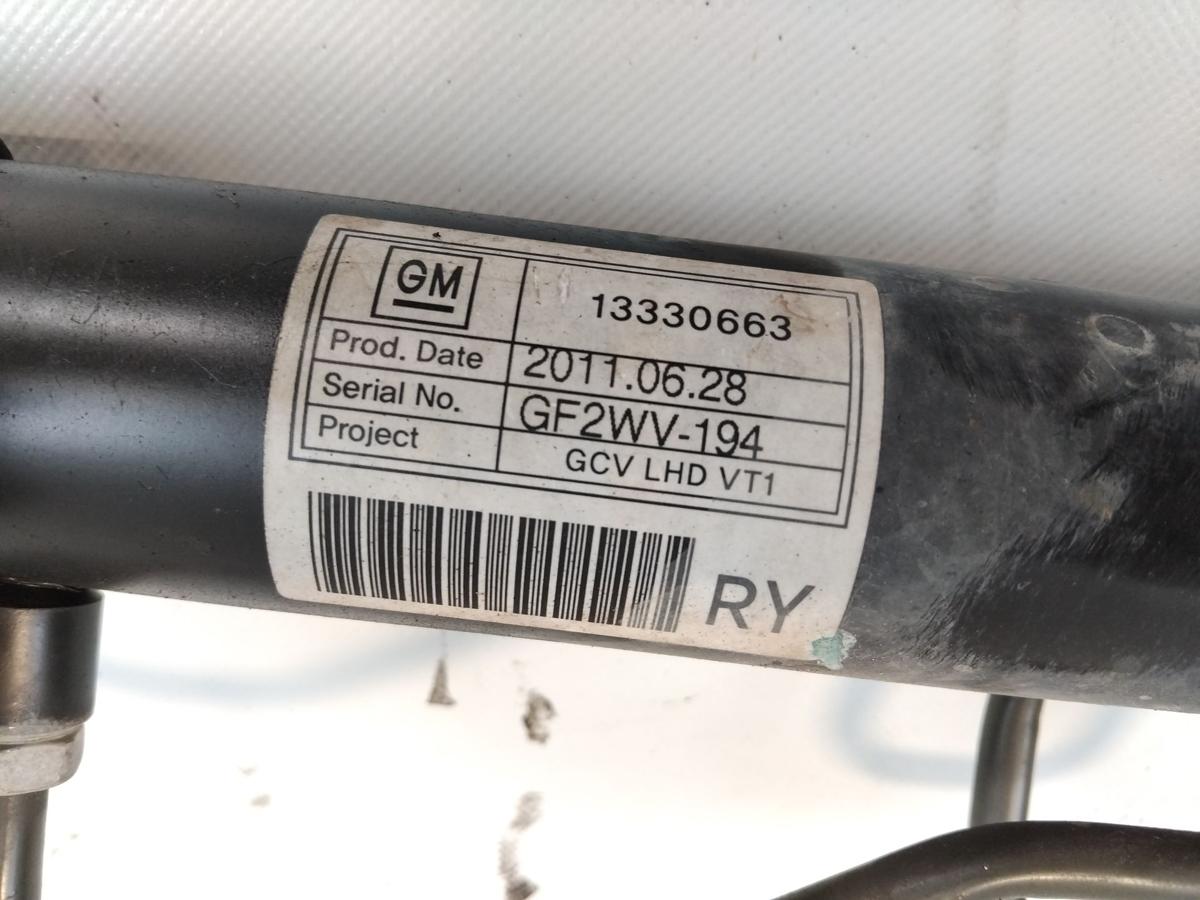 GM
13330663
Prod. Date 2011.06.28
Serial No. GF2WV-194
Project GCV LHD VT1
RY